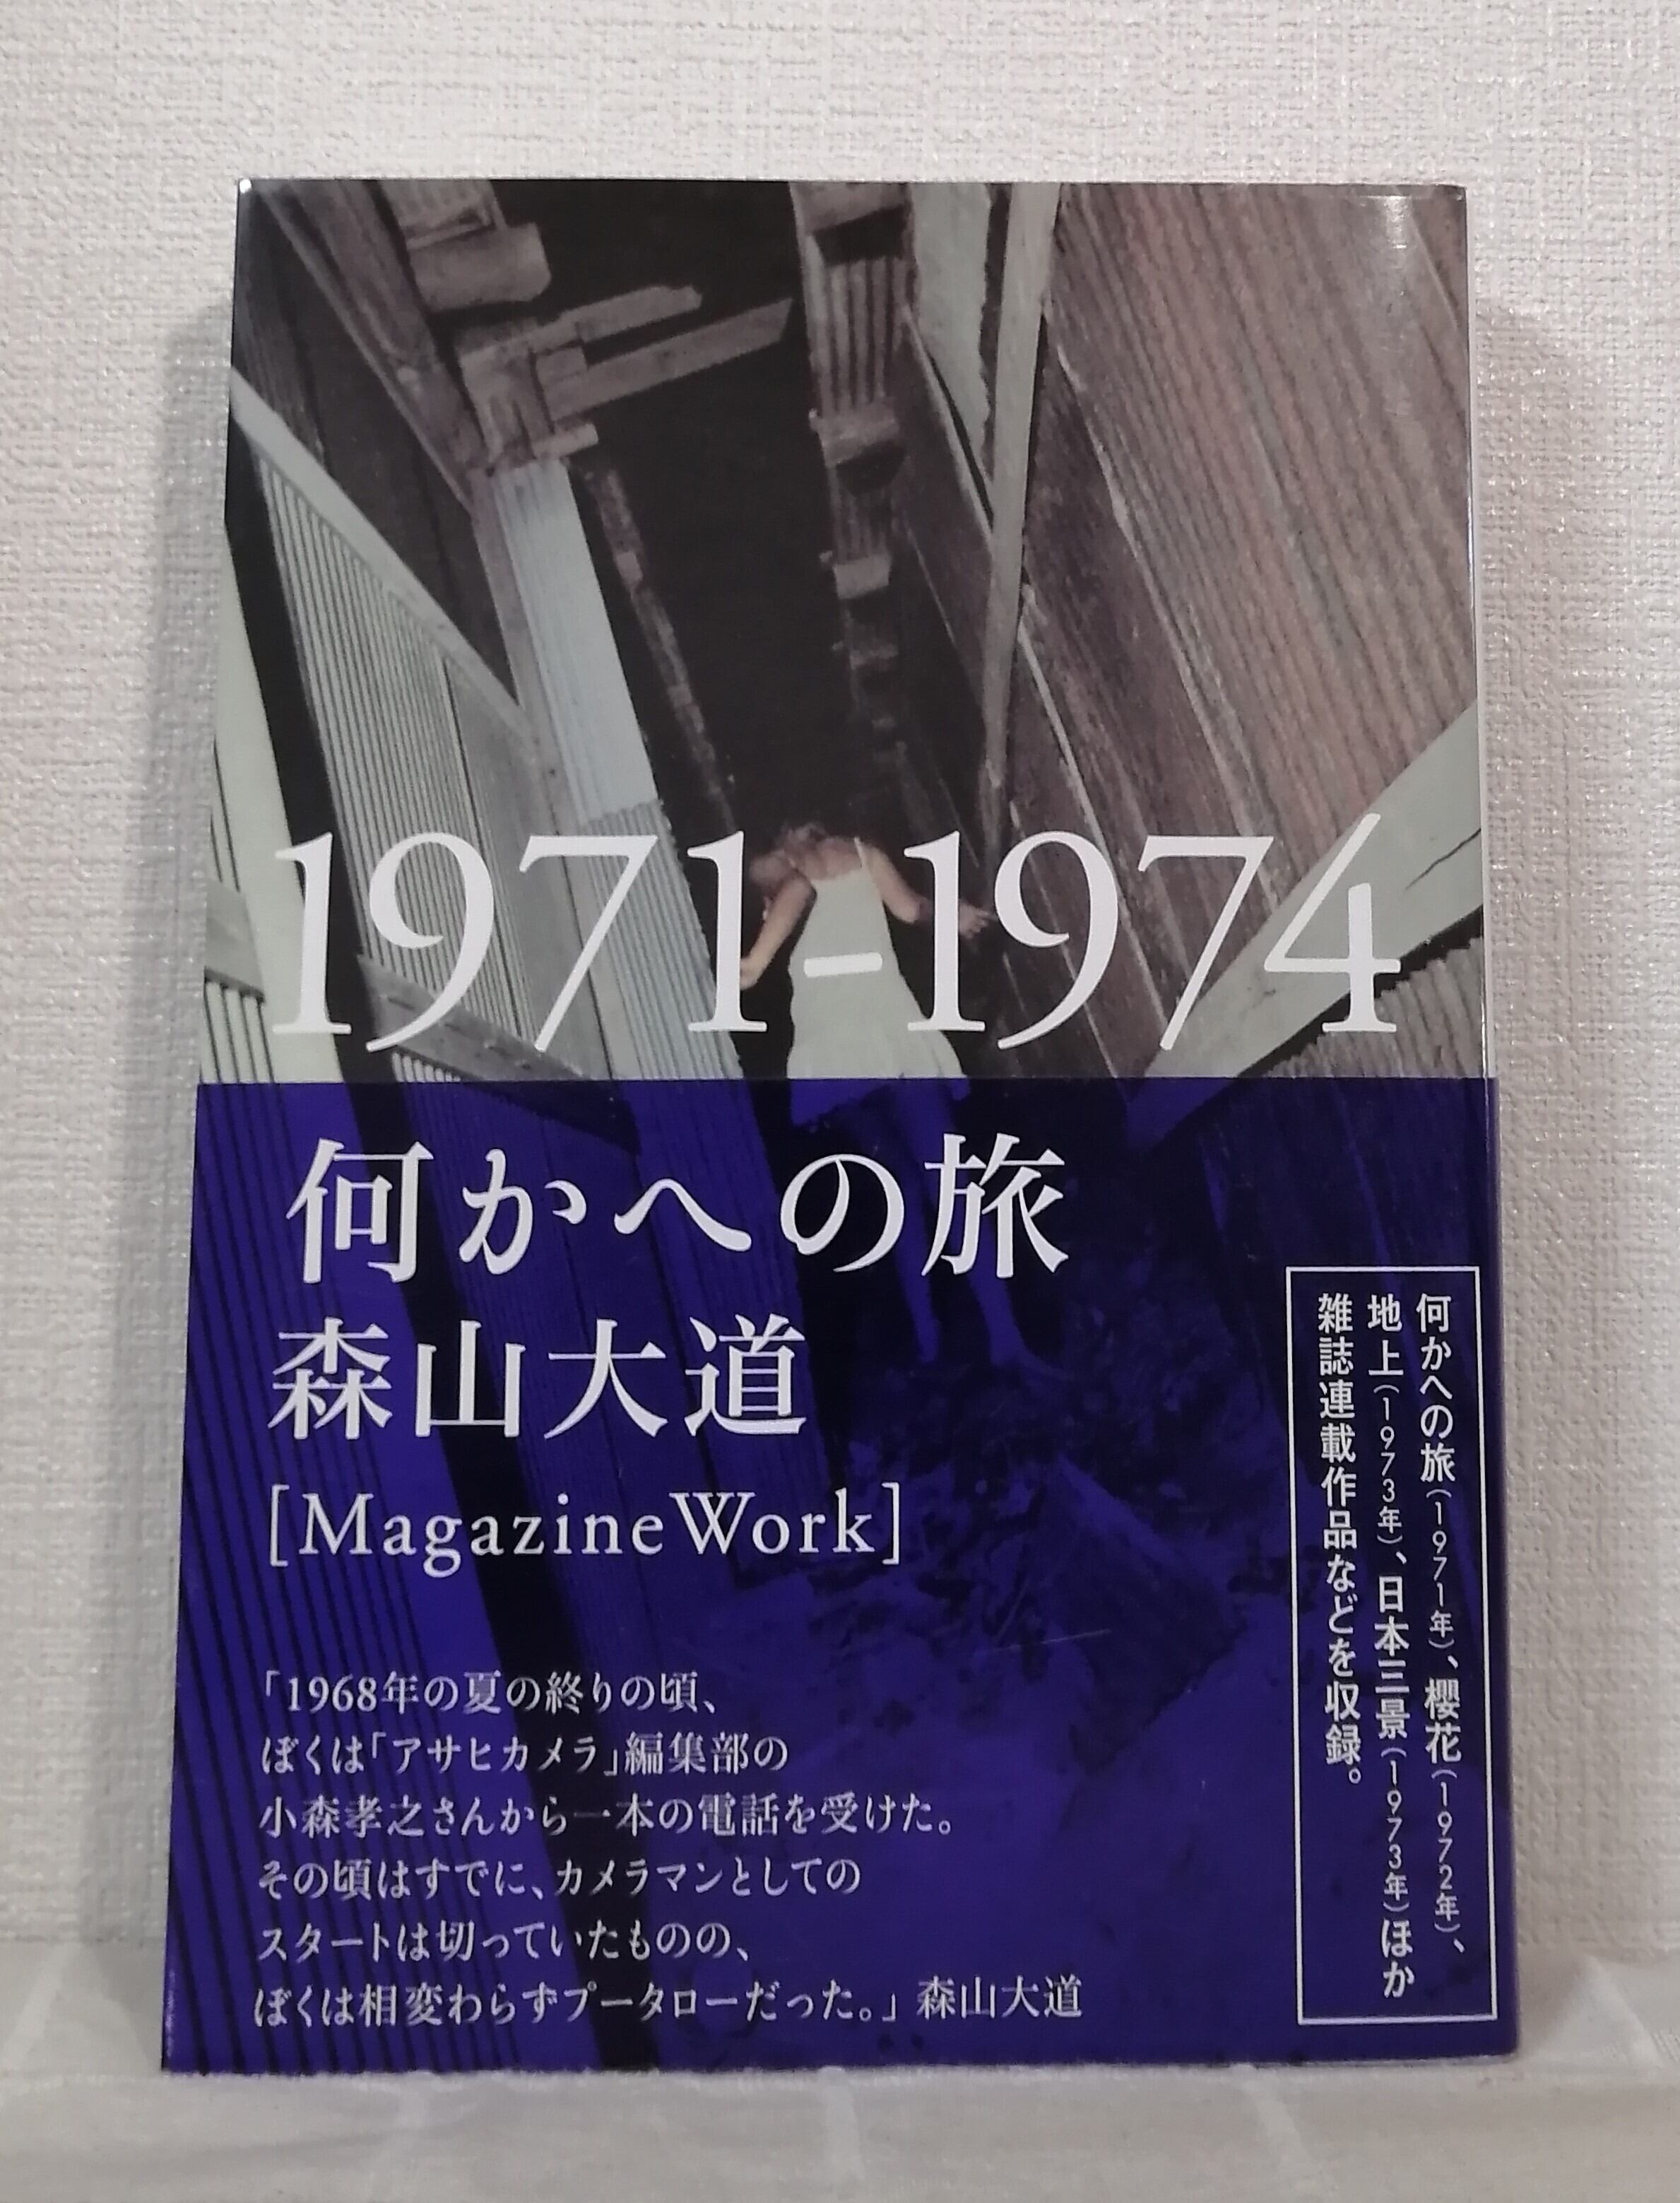 1971-1974
何かへの旅
森山大道
[Magazine Work]
「1968年の夏の終りの頃、
ぼくは「アサヒカメラ」編集部の
小森孝之さんから一本の電話を受けた。
その頃はすでに、カメラマンとしての
スタートは切っていたものの、
ぼくは相変わらずプータローだった。」 森山大道
何かへの旅(1971年)、櫻花(1972年)、
地上(1973年)、日本三景(1973年)ほか
雑誌連載作品などを収録。